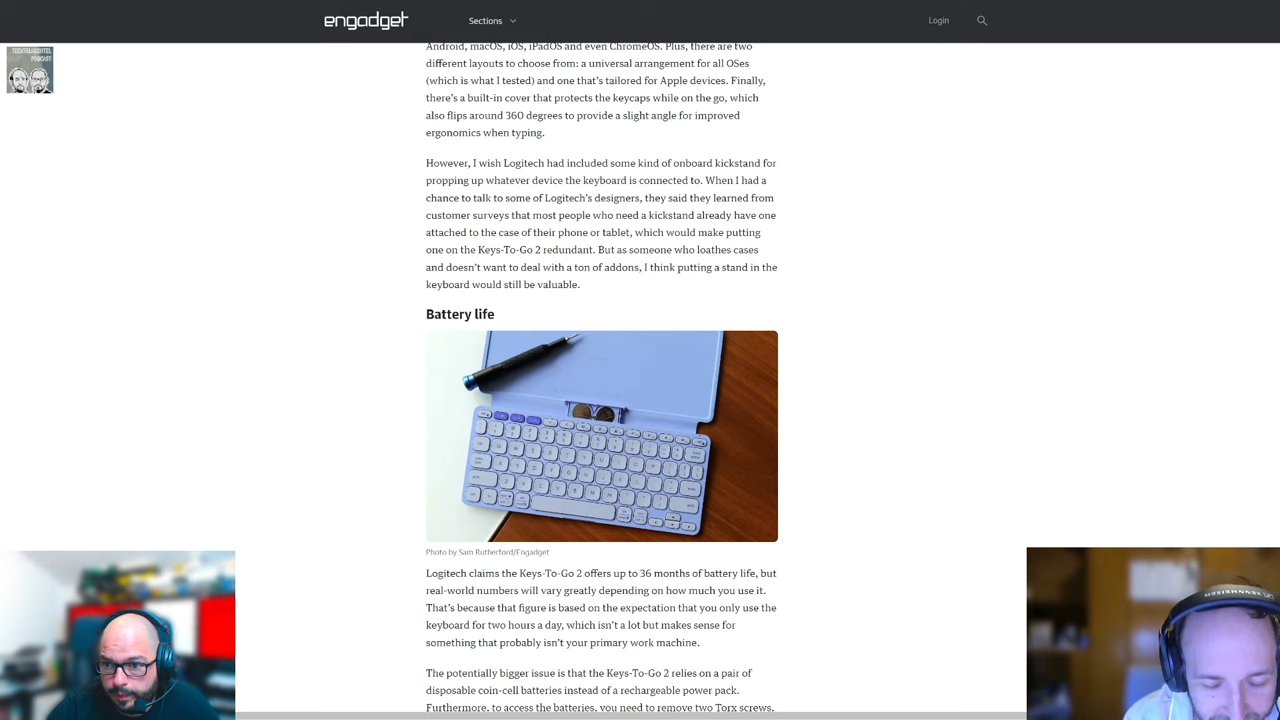 engadget
Sections
Login
TECHTELMECHTEL
PODCAST
Android, macOS, iOS, iPadOS and even ChromeOS. Plus, there are two
different layouts to choose from: a universal arrangement for all OSes
(which is what I tested) and one that's tailored for Apple devices. Finally,
there's a built-in cover that protects the keycaps while on the go, which
also flips around 360 degrees to provide a slight angle for improved
ergonomics when typing.
However, I wish Logitech had included some kind of onboard kickstand for
propping up whatever device the keyboard is connected to. When I had a
chance to talk to some of Logitech's designers, they said they learned from
customer surveys that most people who need a kickstand already have one
attached to the case of their phone or tablet, which would make putting
one on the Keys-To-Go 2 redundant. But as someone who loathes cases
and doesn't want to deal with a ton of addons, I think putting a stand in the
keyboard would still be valuable.
Battery life
Photo by Sam Rutherford/Engadget
Logitech claims the Keys-To-Go 2 offers up to 36 months of battery life, but
real-world numbers will vary greatly depending on how much you use it.
That's because that figure is based on the expectation that you only use the
keyboard for two hours a day, which isn't a lot but makes sense for
something that probably isn't your primary work machine.
The potentially bigger issue is that the Keys-To-Go 2 relies on a pair of
disposable coin-cell batteries instead of a rechargeable power pack.
Furthermore, to access the batteries, you need to remove two Torx screws,
SENNHEISER